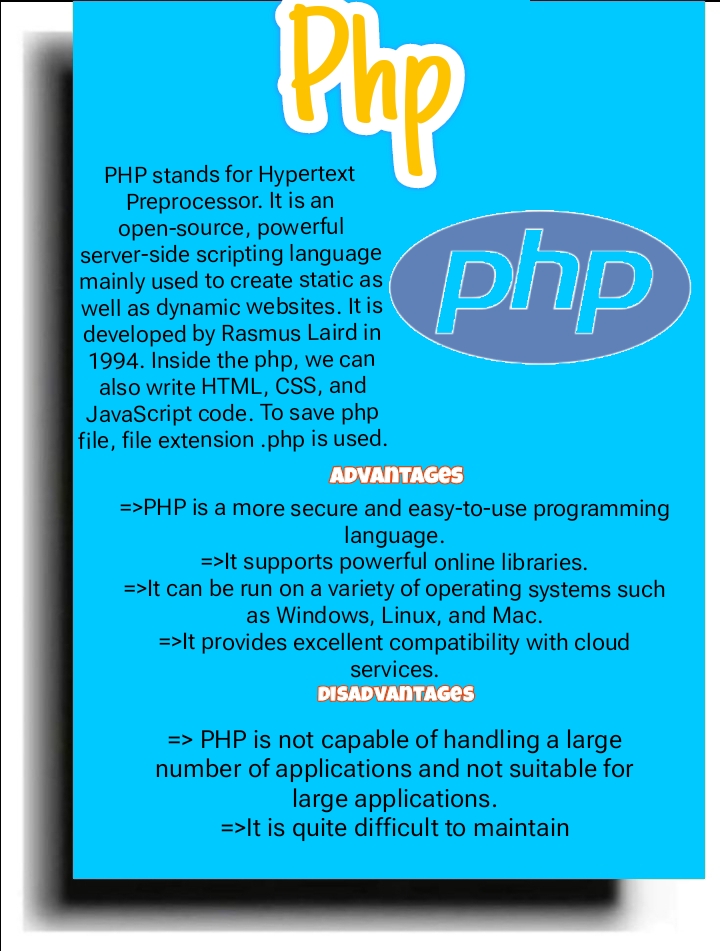 Php
PHP stands for Hypertext
Preprocessor. It is an
open-source, powerful
server-side scripting language
mainly used to create static as
well as dynamic websites. It is
developed by Rasmus Laird in
1994. Inside the php, we can
also write HTML, CSS, and
JavaScript code. To save php
file, file extension .php is used.
php
ADVANTAGES
=>PHP is a more secure and easy-to-use programming
language.
=>It supports powerful online libraries.
=>It can be run on a variety of operating systems such
as Windows, Linux, and Mac.
=>It provides excellent compatibility with cloud
services.
DISADVANTAGES
=> PHP is not capable of handling a large
number of applications and not suitable for
large applications.
=>It is quite difficult to maintain